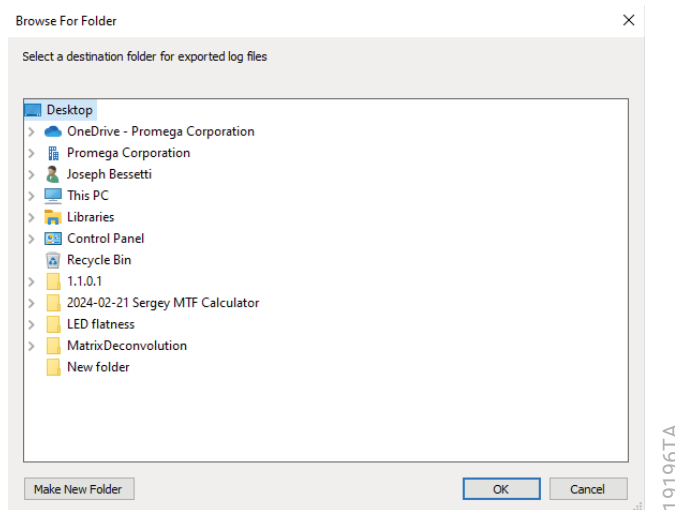 Browse For Folder
Select a destination folder for exported log files
Desktop
OneDrive - Promega Corporation
Promega Corporation
Joseph Bessetti
This PC
Libraries
Control Panel
Recycle Bin
1.1.0.1
2024-02-21 Sergey MTF Calculator
LED flatness
MatrixDeconvolution
New folder
Make New Folder
OK
Cancel
19196TA